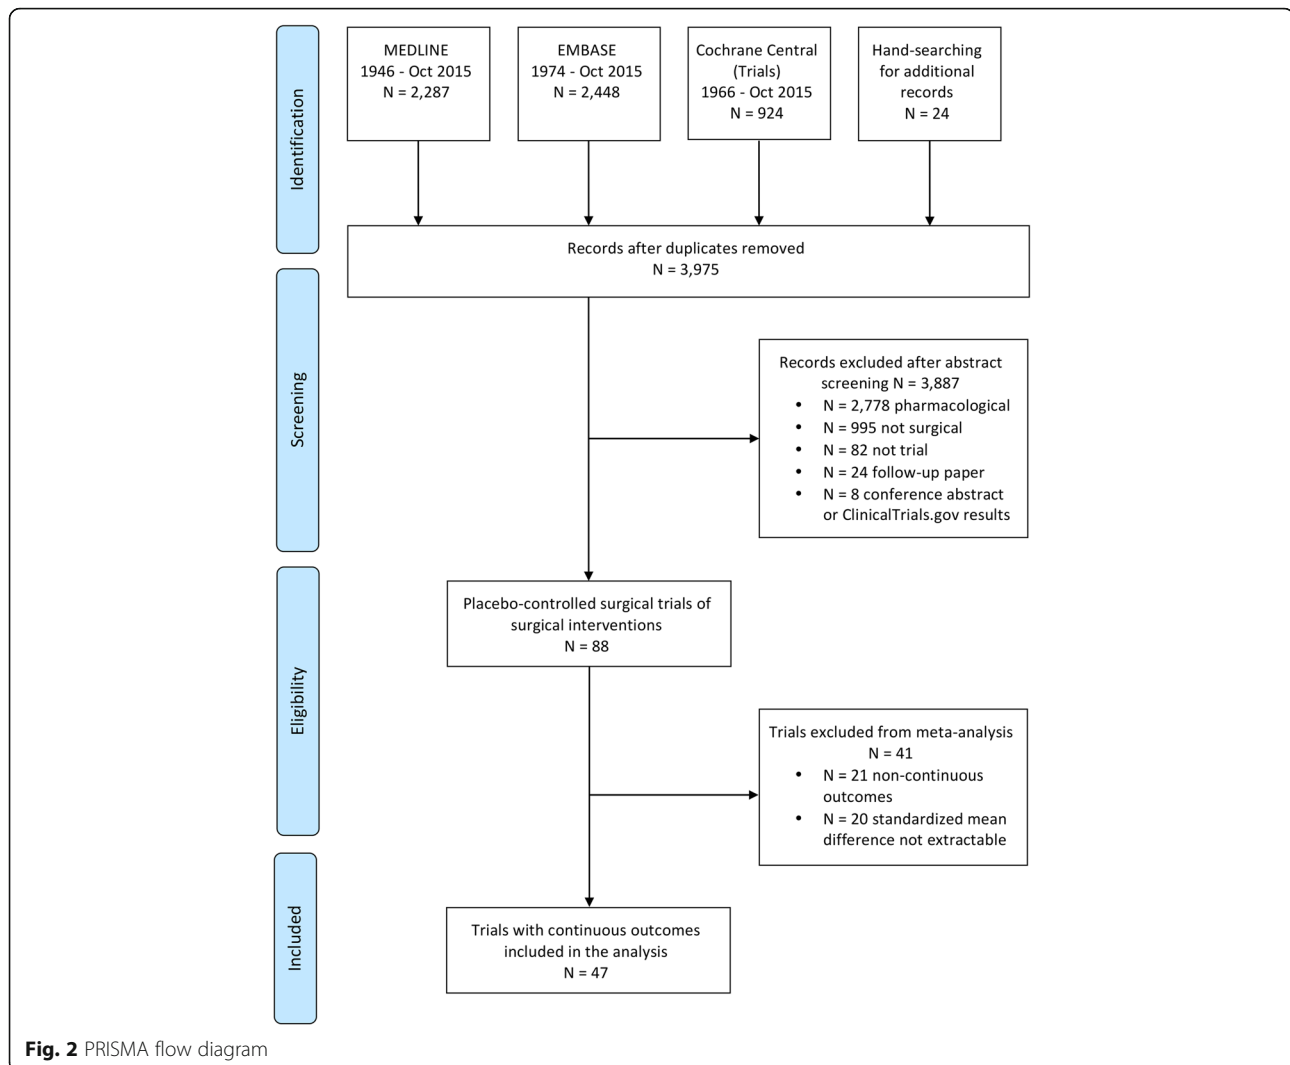 Identification
MEDLINE
1946 - Oct 2015
N = 2,287
EMBASE
1974 - Oct 2015
N = 2,448
Cochrane Central
(Trials)
1966 - Oct 2015
N = 924
Hand-searching
for additional
records
N = 24
Records after duplicates removed
N = 3,975
Screening
Records excluded after abstract
screening N = 3,887
• N = 2,778 pharmacological
• N = 995 not surgical
• N = 82 not trial
• N = 24 follow-up paper
• N = 8 conference abstract
or ClinicalTrials.gov results
Eligibility
Placebo-controlled surgical trials of
surgical interventions
N = 88
Trials excluded from meta-analysis
N = 41
• N = 21 non-continuous
outcomes
• N = 20 standardized mean
difference not extractable
Included
Trials with continuous outcomes
included in the analysis
N = 47
Fig. 2 PRISMA flow diagram